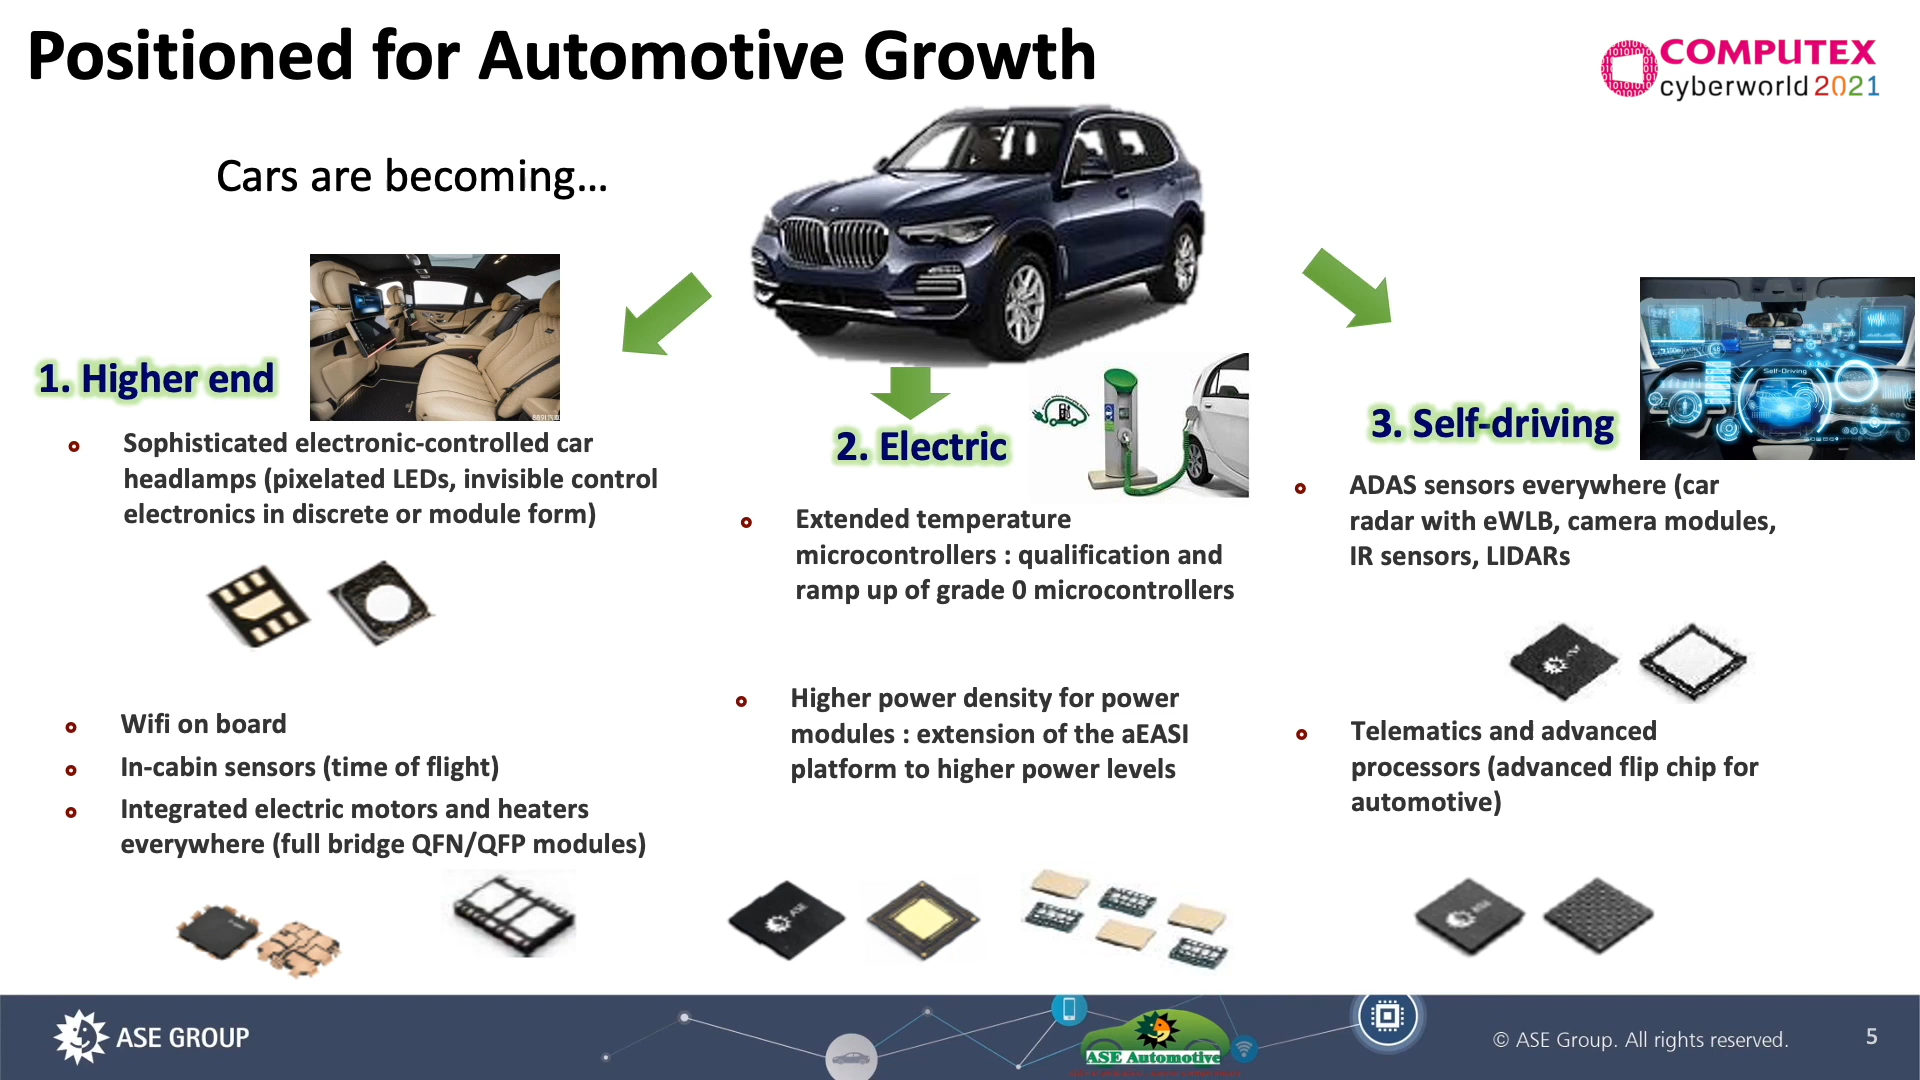 Positioned for Automotive Growth
COMPUTEX
cyberworld 2021
Cars are becoming...
1. Higher end
Sophisticated electronic-controlled car
headlamps (pixelated LEDs, invisible control
electronics in discrete or module form)
Wifi on board
In-cabin sensors (time of flight)
Integrated electric motors and heaters
everywhere (full bridge QFN/QFP modules)
2. Electric
Extended temperature
microcontrollers : qualification and
ramp up of grade 0 microcontrollers
Higher power density for power
modules : extension of the aEASI
platform to higher power levels
ASE
3. Self-driving
Self-Driving
ADAS sensors everywhere (car
radar with eWLB, camera modules,
IR sensors, LIDARs
Telematics and advanced
processors (advanced flip chip for
automotive)
ASE
ASE GROUP
ASE Automotive
© ASE Group. All rights reserved.
5